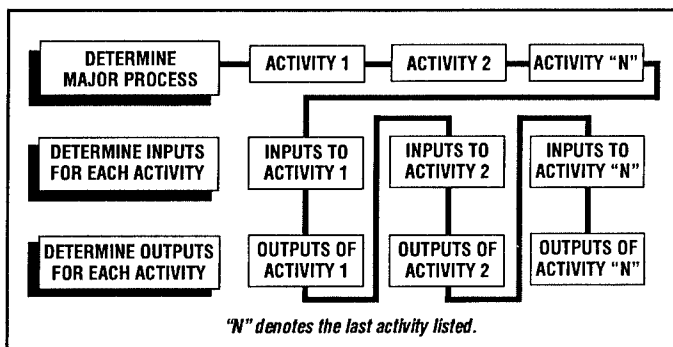 DETERMINE
MAJOR PROCESS
ACTIVITY 1
ACTIVITY 2
ACTIVITY “N”
DETERMINE INPUTS
FOR EACH ACTIVITY
INPUTS TO
ACTIVITY 1
INPUTS TO
ACTIVITY 2
INPUTS TO
ACTIVITY “N”
DETERMINE OUTPUTS
FOR EACH ACTIVITY
OUTPUTS OF
ACTIVITY 1
OUTPUTS OF
ACTIVITY 2
OUTPUTS OF
ACTIVITY “N”
“N” denotes the last activity listed.